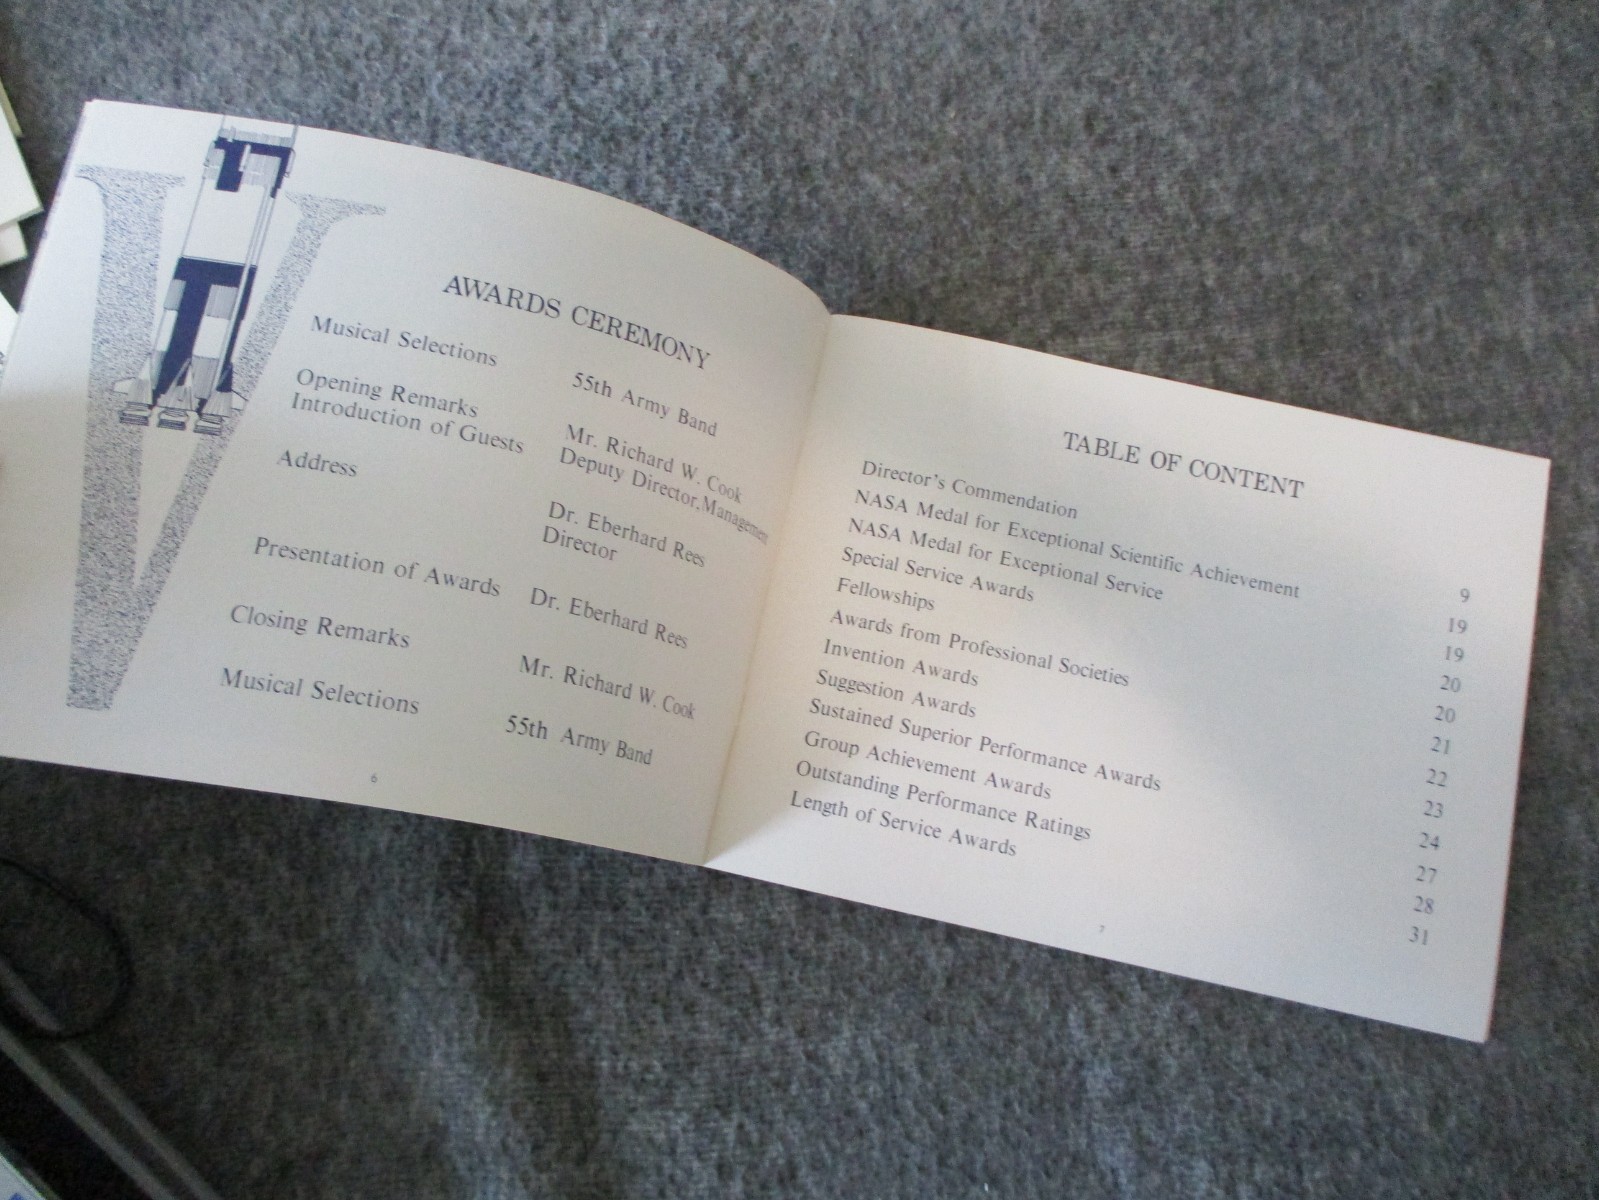 AWARDS CEREMONY
Musical Selections 55th Army Band
Opening Remarks Mr. Richard W. Cook
Introduction of Guests Deputy Director, Management
Address Dr. Eberhard Rees
Director
Presentation of Awards Dr. Eberhard Rees
Closing Remarks Mr. Richard W. Cook
Musical Selections 55th Army Band
6
TABLE OF CONTENT
Director's Commendation 9
NASA Medal for Exceptional Scientific Achievement 19
NASA Medal for Exceptional Service 19
Special Service Awards 20
Fellowships 20
Awards from Professional Societies 21
Invention Awards 22
Suggestion Awards 23
Sustained Superior Performance Awards 24
Group Achievement Awards 27
Outstanding Performance Ratings 28
Length of Service Awards 31
7